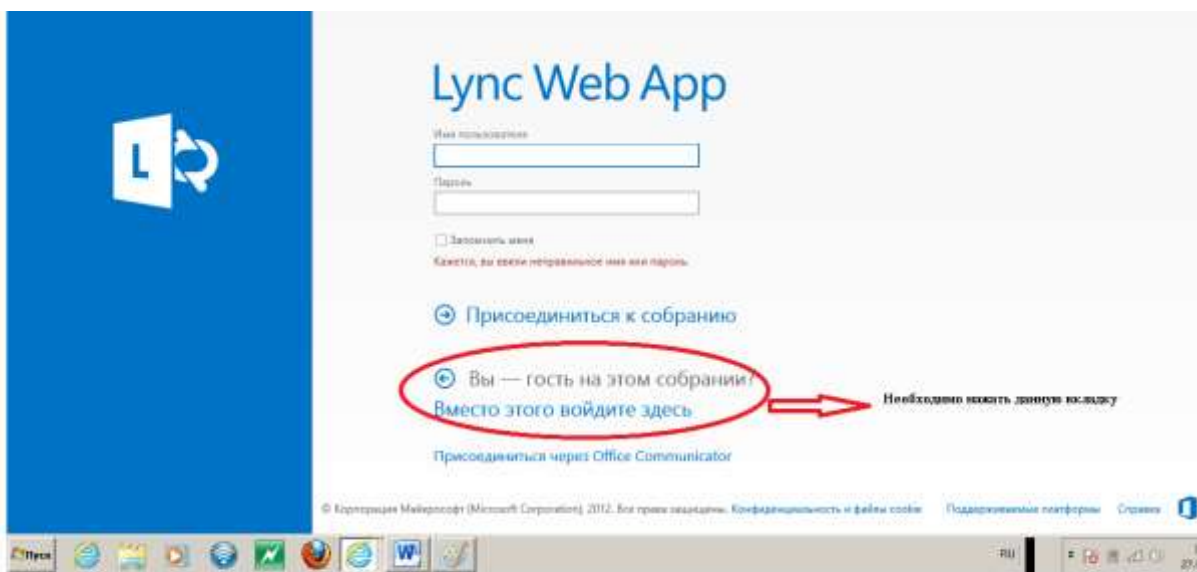 Lync Web App
L
Имя пользователя
Пароль
Запомнить меня
Кажется, вы ввели неправильное имя или пароль.
Присоединиться к собранию
Вы — гость на этом собрании?
Вместо этого войдите здесь
Необходимо нажать данную вкладку
Присоединиться через Office Communicator
© Корпорация Майкрософт (Microsoft Corporation), 2012. Все права защищены. Конфиденциальность и файлы cookie Поддерживаемые платформы Справка
Пуск
RU